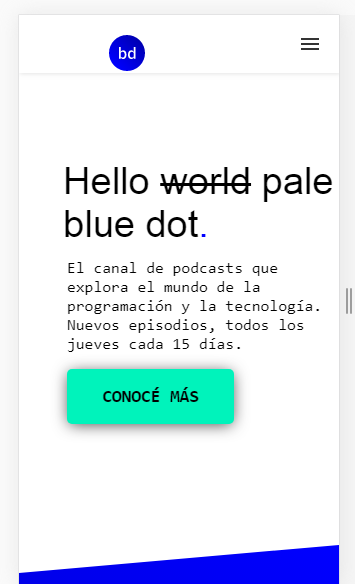 bd
Hello world pale
blue dot.
El canal de podcasts que
explora el mundo de la
programación y la tecnología.
Nuevos episodios, todos los
jueves cada 15 días.
CONOCÉ MÁS